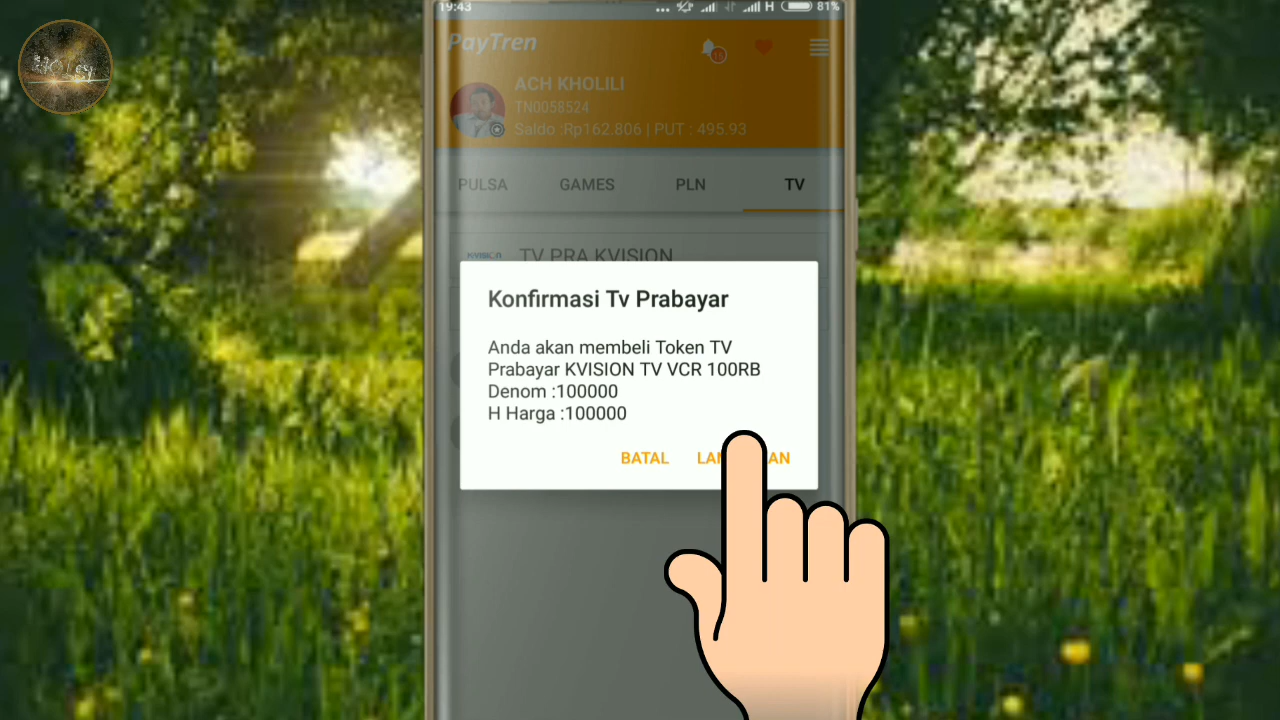 19:43
H
81%
PayTren
ACH KHOLILI
TN0058524
Saldo :Rp162.806 | PUT : 495.93
PULSA GAMES PLN TV
KVISION TV PRA KVISION
Konfirmasi Tv Prabayar
Anda akan membeli Token TV
Prabayar KVISION TV VCR 100RB
Denom :100000
H Harga :100000
BATAL